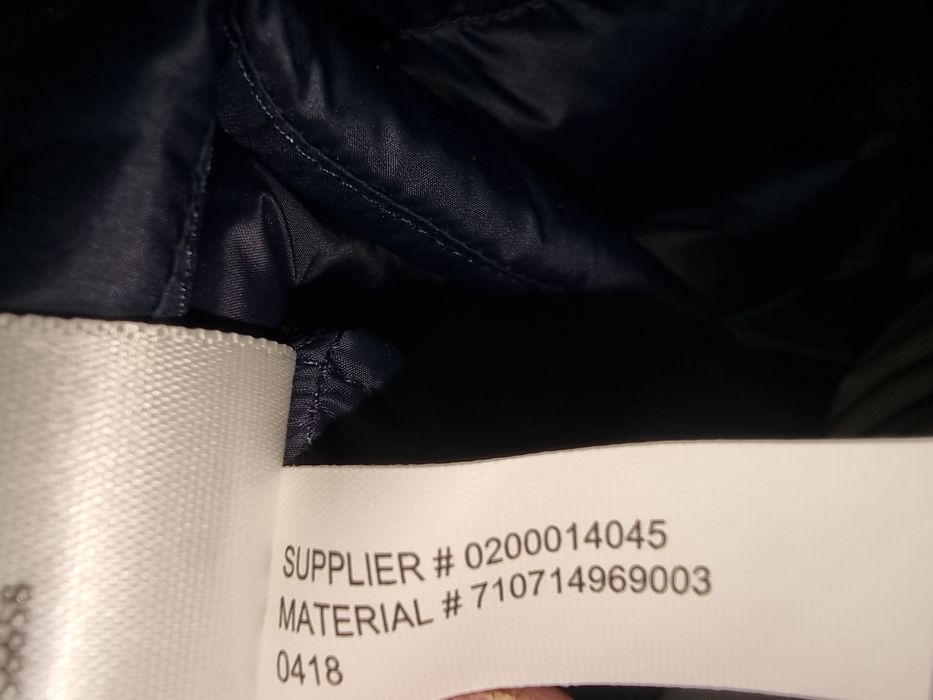 SUPPLIER # 0200014045
MATERIAL # 710714969003
0418